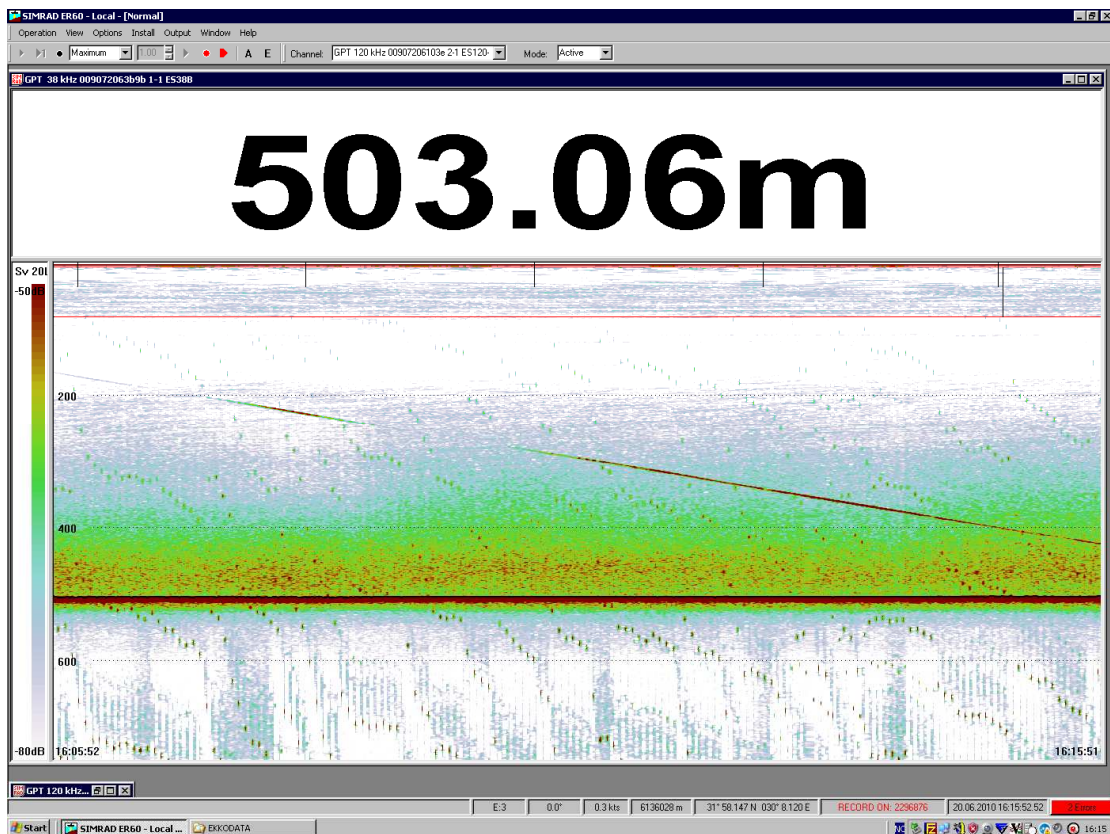 SIMRAD ER60 - Local - [Normal]
Operation View Options Install Output Window Help
Maximum 1.00 A E Channel: GPT 120 kHz 00907206103e 2-1 ES120- Mode: Active
GPT 38 kHz 009072063b9b 1-1 ES38B
503.06m
Sv 20l
-50dB
200
400
600
-80dB 16:05:52 16:15:51
GPT 120 kHz...
E:3 0.0° 0.3 kts 6136028 m 31° 58.147 N 030° 8.120 E RECORD ON: 2296876 20.06.2010 16:15:52.52 2 Errors
Start SIMRAD ER60 - Local ... EKKODATA 16:15